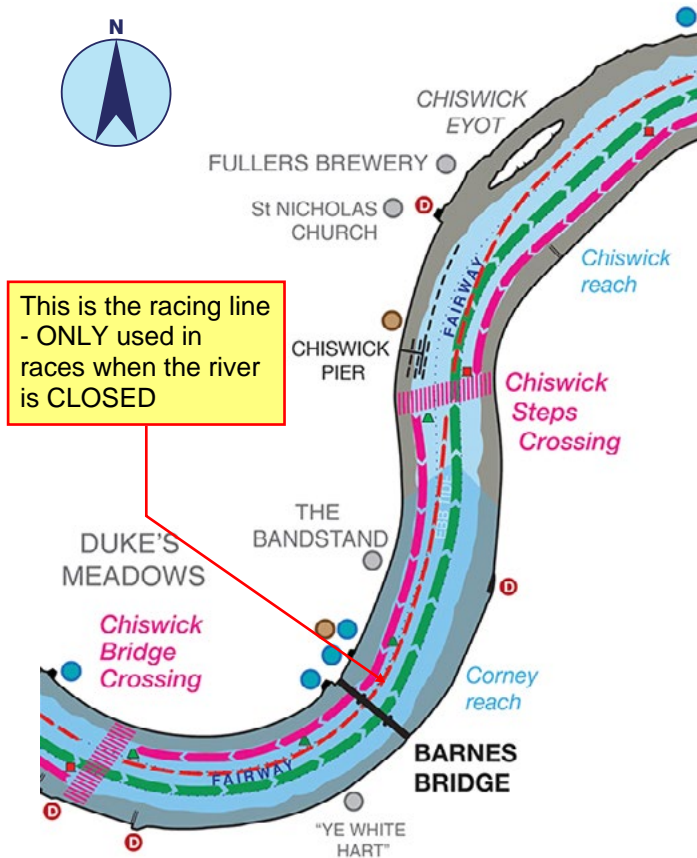 N
CHISWICK
EYOT
FULLERS BREWERY
St NICHOLAS
CHURCH
D
Chiswick
reach
This is the racing line
- ONLY used in
races when the river
is CLOSED
FAIRWAY
CHISWICK
PIER
Chiswick
Steps
Crossing
EBB TIDE
THE
BANDSTAND
DUKE'S
MEADOWS
D
Chiswick
Bridge
Crossing
Corney
reach
BARNES
BRIDGE
FAIRWAY
D
D
D
"YE WHITE
HART"